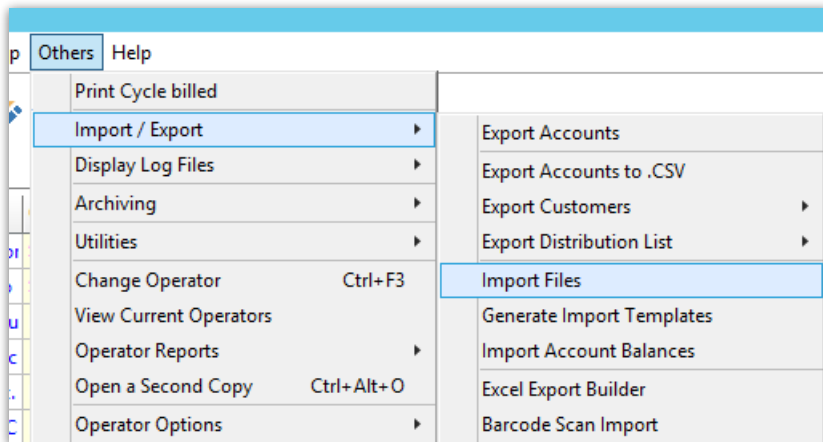 p Others Help
Print Cycle billed
Import / Export
Display Log Files
Archiving
Utilities
Change Operator Ctrl+F3
View Current Operators
Operator Reports
Open a Second Copy Ctrl+Alt+O
Operator Options
Export Accounts
Export Accounts to .CSV
Export Customers
Export Distribution List
Import Files
Generate Import Templates
Import Account Balances
Excel Export Builder
Barcode Scan Import